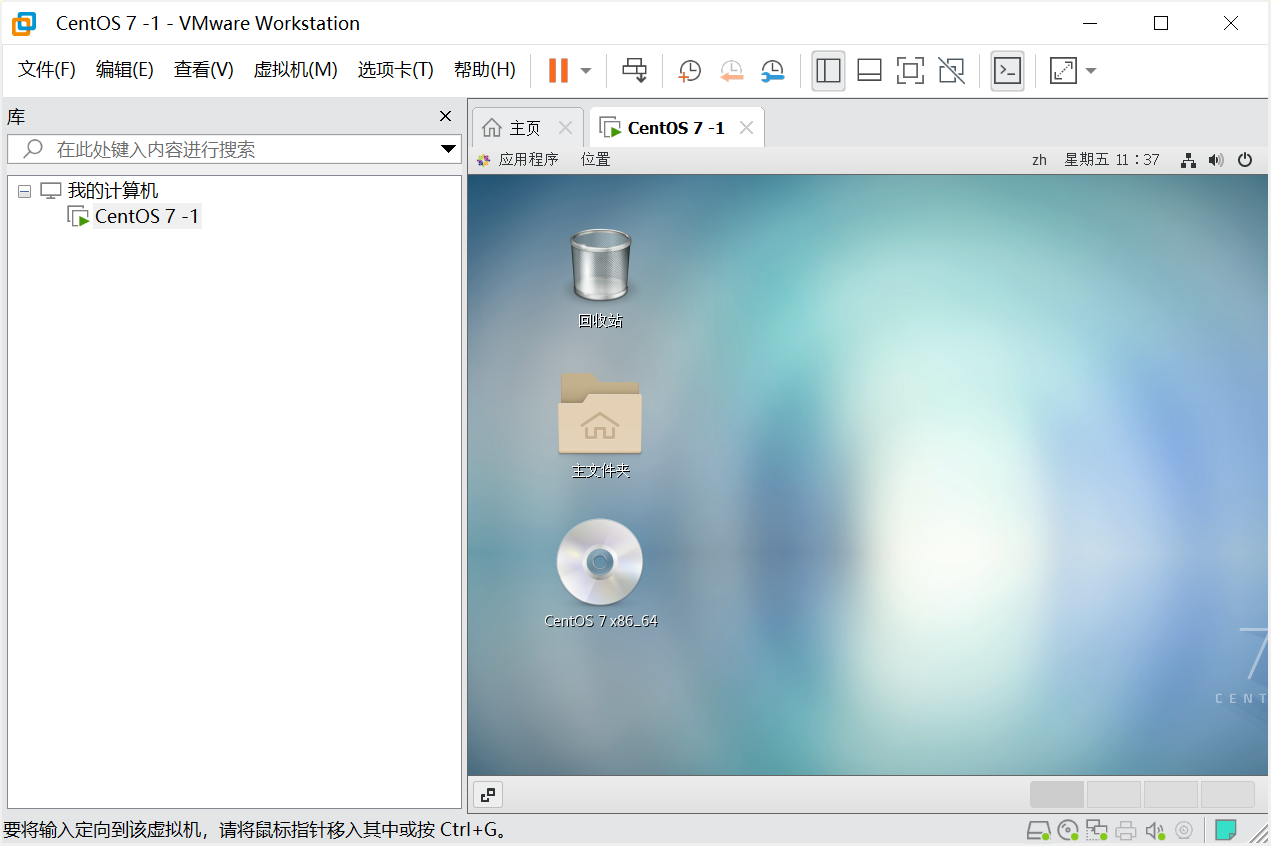 CentOS 7 -1 - VMware Workstation
文件(F) 编辑(E) 查看(V) 虚拟机(M) 选项卡(T) 帮助(H)
库
在此处键入内容进行搜索
我的计算机
CentOS 7 -1
主页
CentOS 7 -1
应用程序 位置 zh 星期五 11：37
回收站
主文件夹
CentOS 7 x86_64
7
CENT
要将输入定向到该虚拟机，请将鼠标指针移入其中或按 Ctrl+G。